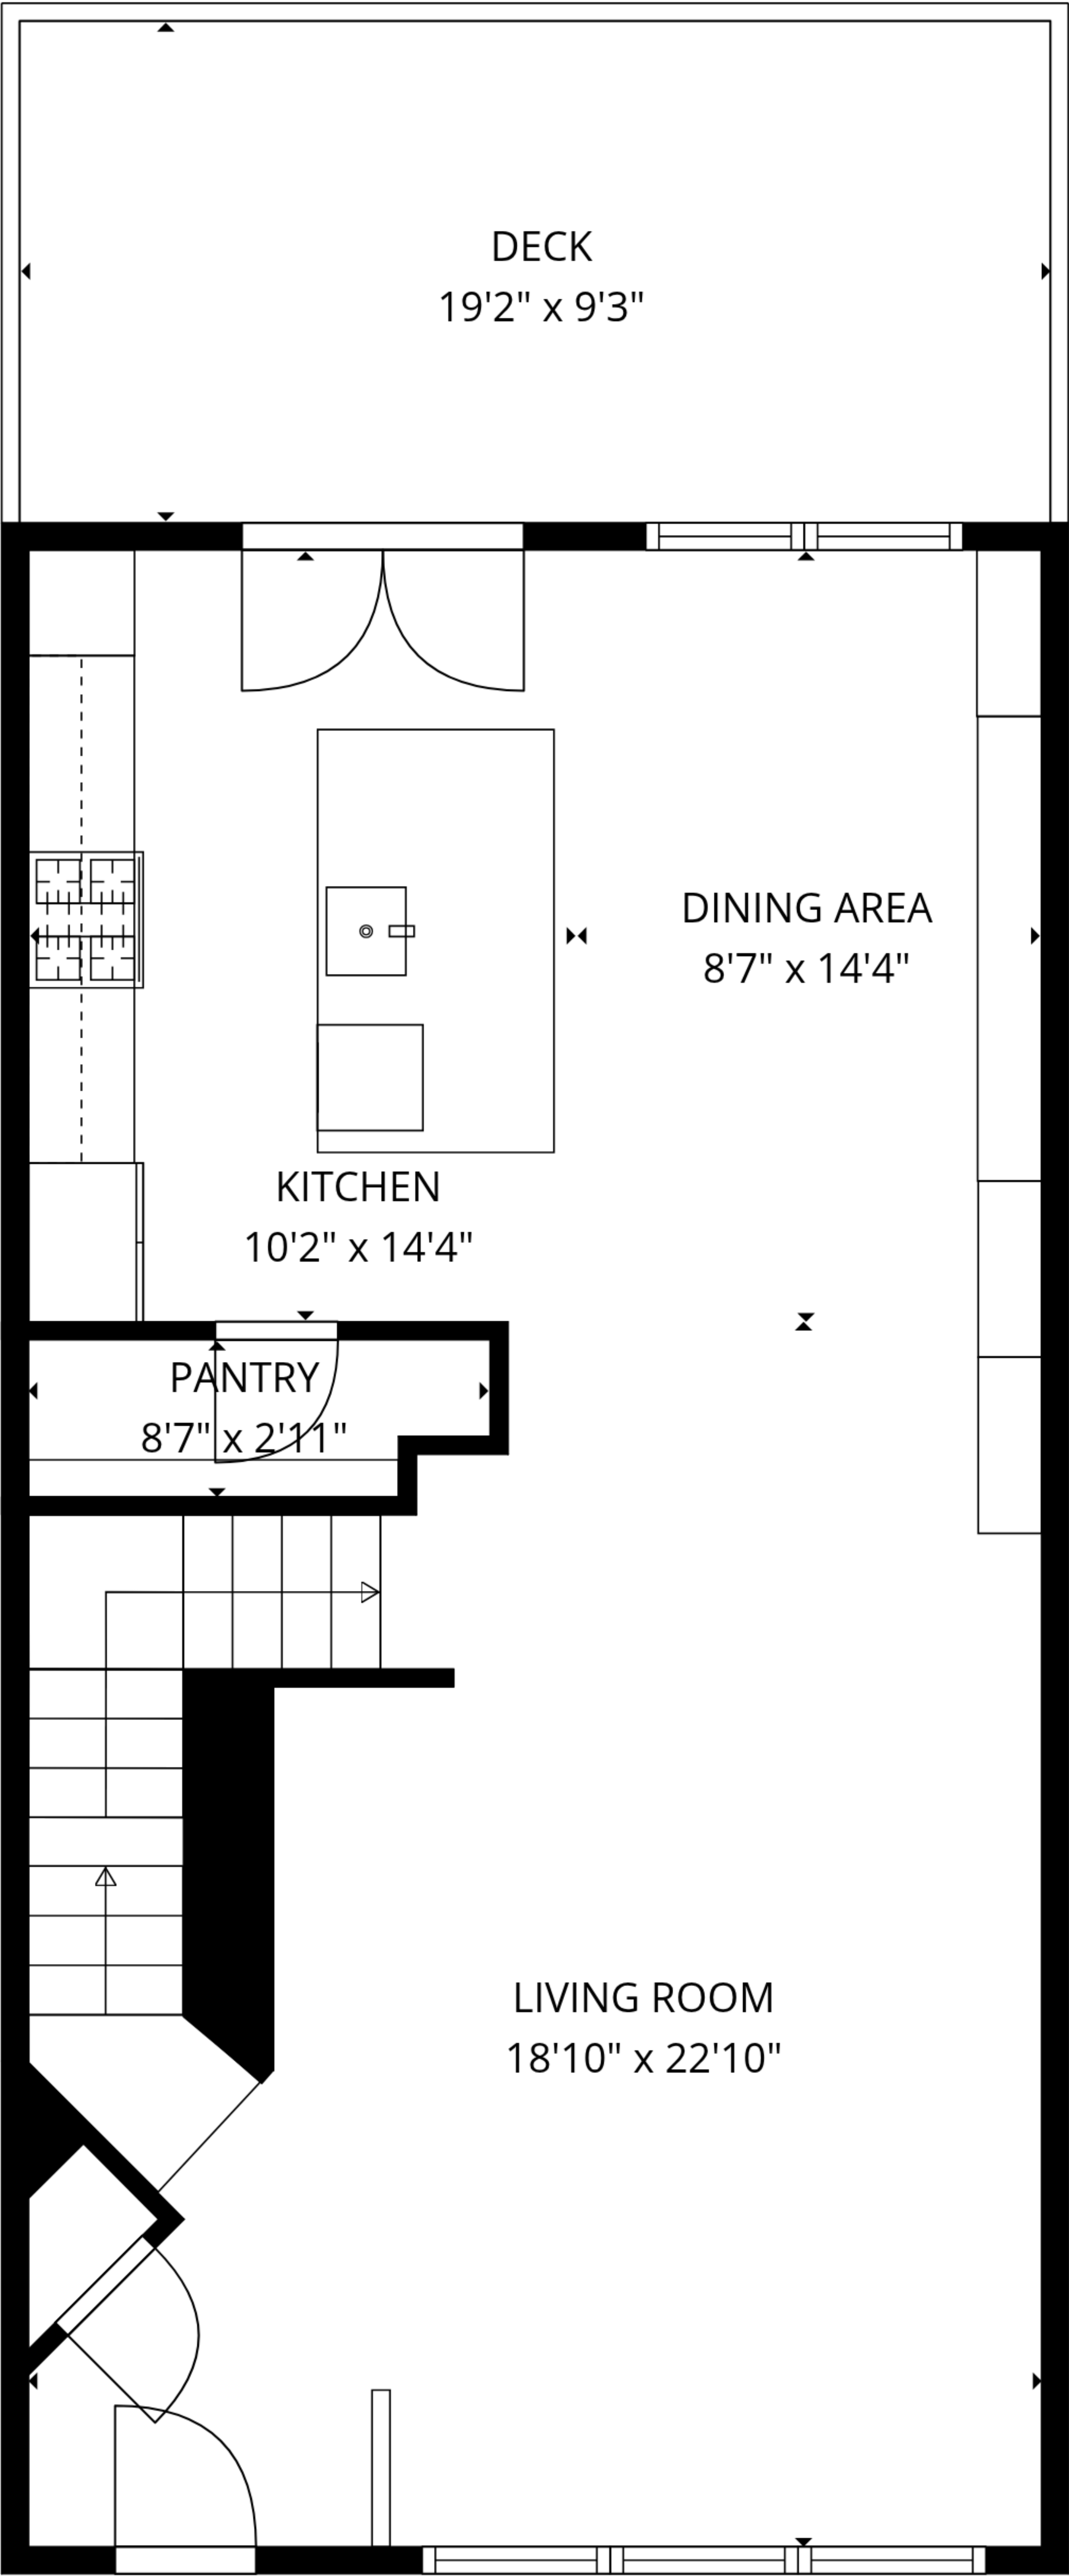 DECK
19'2" x 9'3"
DINING AREA
8'7" x 14'4"
KITCHEN
10'2" x 14'4"
PANTRY
8'7" x 2'11"
LIVING ROOM
18'10" x 22'10"